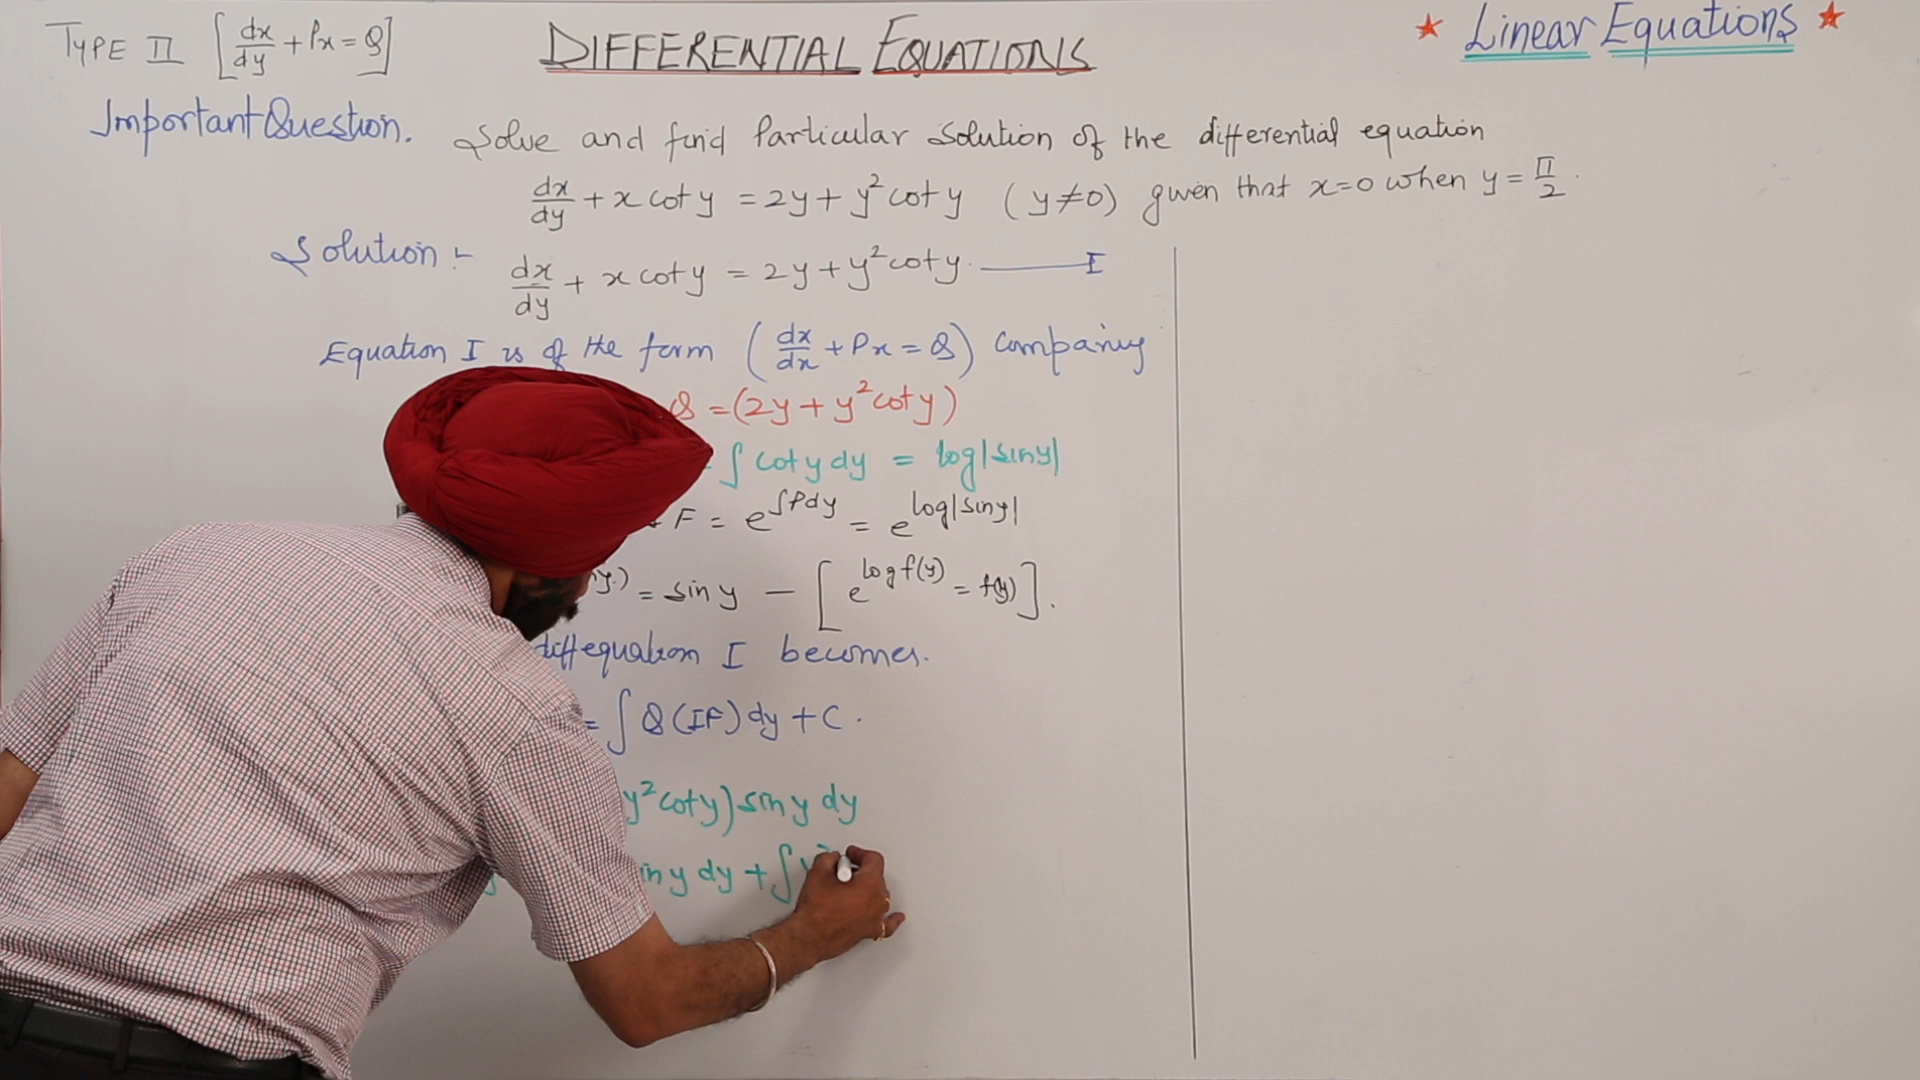 TYPE II [dx/dy + Px = Q]
DIFFERENTIAL EQUATIONS
★ Linear Equations ★
Important Question. Solve and find Particular Solution of the differential equation
dx/dy + x cot y = 2y + y² cot y (y ≠ 0) given that x = 0 when y = π/2.
Solution :- dx/dy + x cot y = 2y + y² cot y. —— I
Equation I is of the form (dx/dx + Px = Q) Comparing
Q = (2y + y² cot y)
∫ cot y dy = log|sin y|
F = e^∫Pdy = e^log|sin y|
y.) = sin y — [e^log f(y) = f(y)].
diff equation I becomes.
= ∫ Q (IF) dy + C.
y² cot y) sin y dy
in y dy + ∫ y²